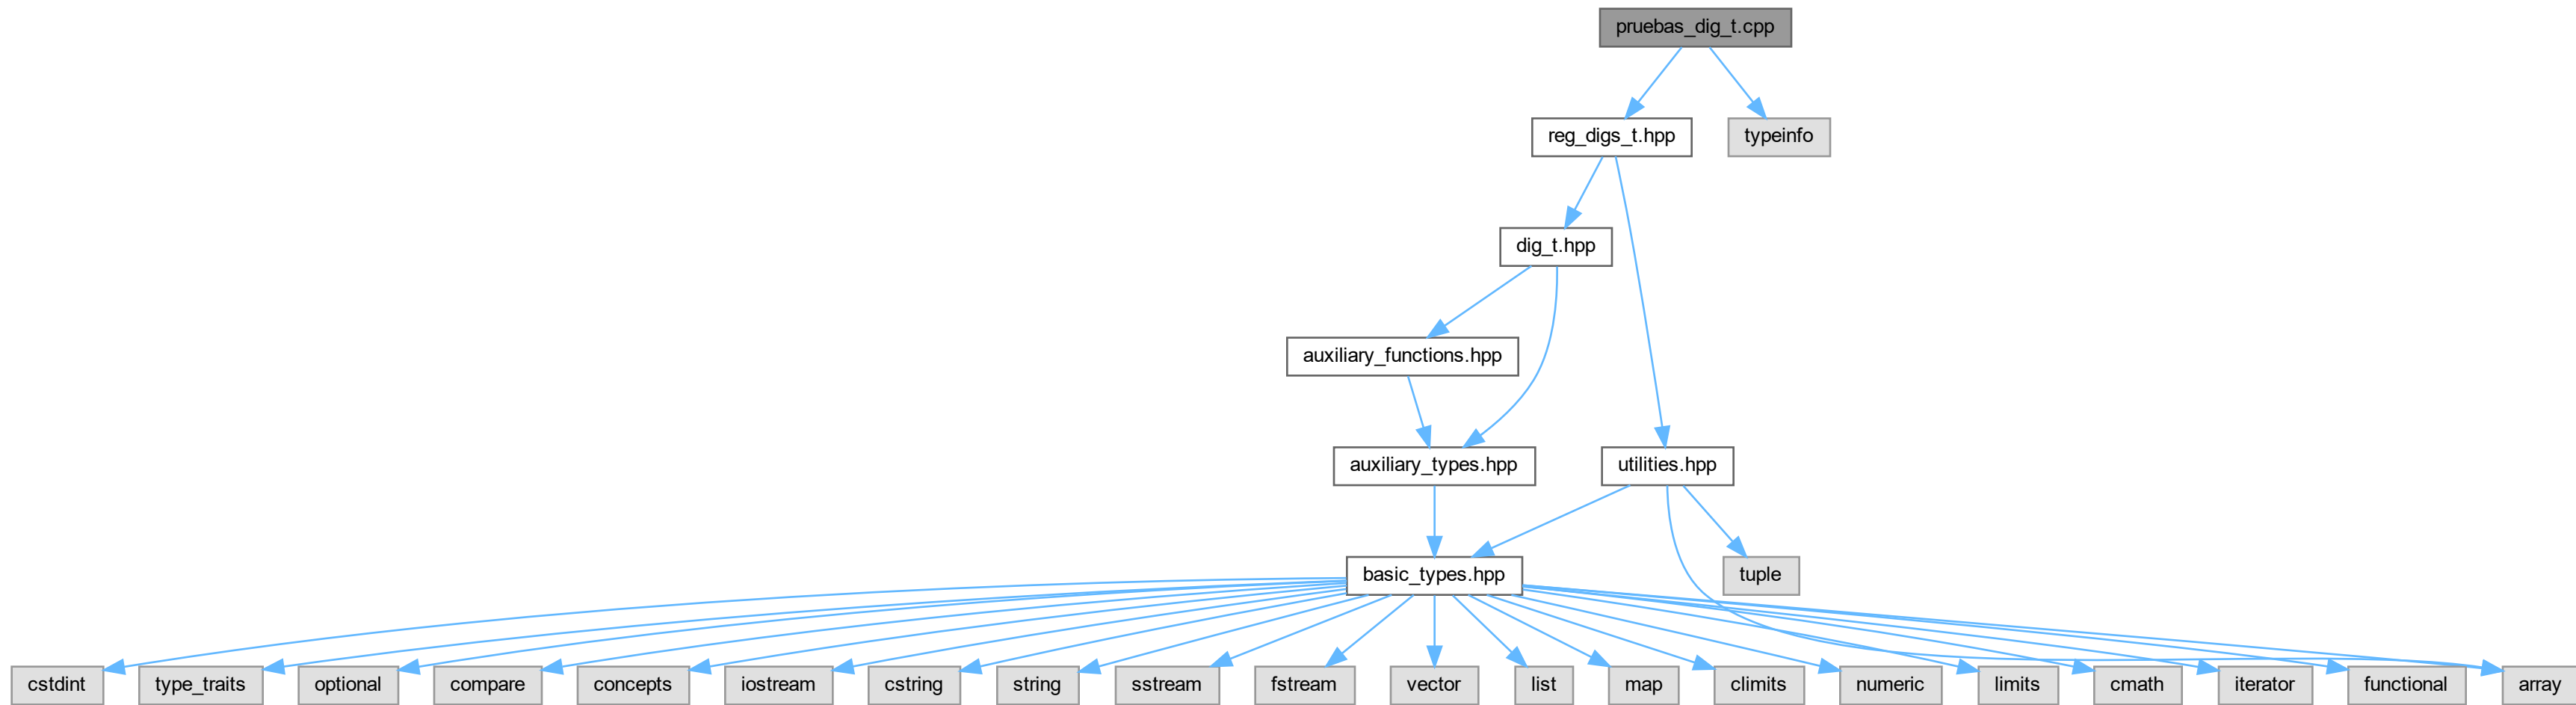 pruebas_dig_t.cpp
reg_digs_t.hpp
typeinfo
dig_t.hpp
auxiliary_functions.hpp
auxiliary_types.hpp
utilities.hpp
basic_types.hpp
tuple
cstdint
type_traits
optional
compare
concepts
iostream
cstring
string
sstream
fstream
vector
list
map
climits
numeric
limits
cmath
iterator
functional
array